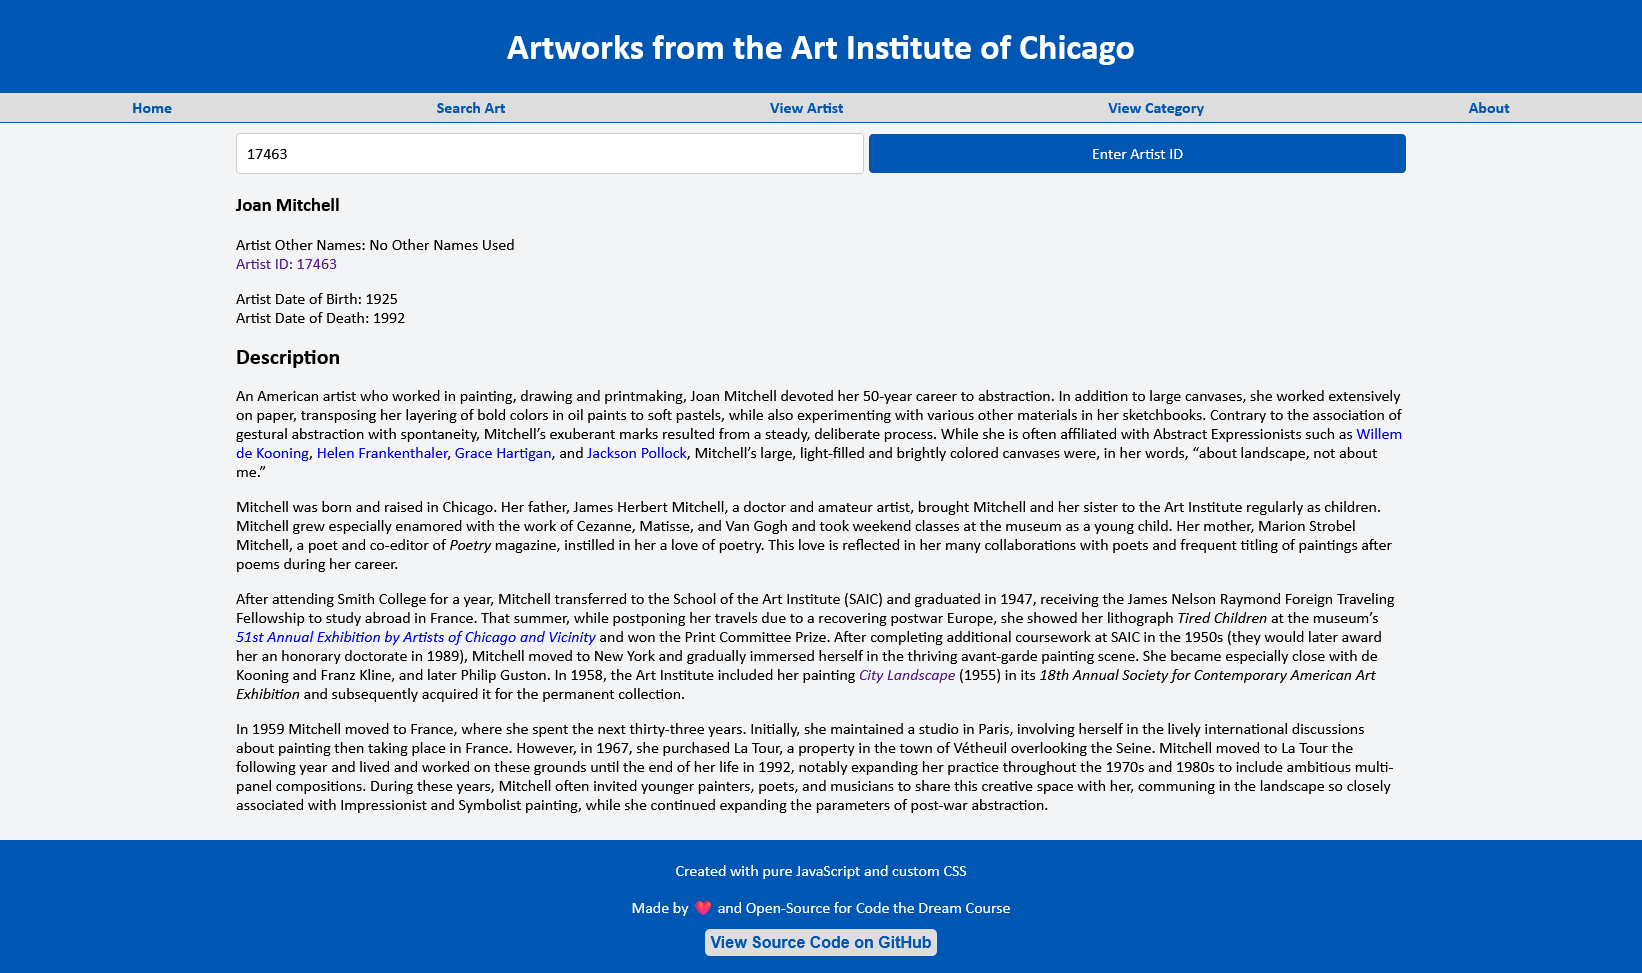 Artworks from the Art Institute of Chicago
Home
Search Art
View Artist
View Category
About
17463
Enter Artist ID
Joan Mitchell
Artist Other Names: No Other Names Used
Artist ID: 17463
Artist Date of Birth: 1925
Artist Date of Death: 1992
Description
An American artist who worked in painting, drawing and printmaking, Joan Mitchell devoted her 50-year career to abstraction. In addition to large canvases, she worked extensively
on paper, transposing her layering of bold colors in oil paints to soft pastels, while also experimenting with various other materials in her sketchbooks. Contrary to the association of
gestural abstraction with spontaneity, Mitchell’s exuberant marks resulted from a steady, deliberate process. While she is often affiliated with Abstract Expressionists such as Willem
de Kooning, Helen Frankenthaler, Grace Hartigan, and Jackson Pollock, Mitchell’s large, light-filled and brightly colored canvases were, in her words, “about landscape, not about
me.”
Mitchell was born and raised in Chicago. Her father, James Herbert Mitchell, a doctor and amateur artist, brought Mitchell and her sister to the Art Institute regularly as children.
Mitchell grew especially enamored with the work of Cezanne, Matisse, and Van Gogh and took weekend classes at the museum as a young child. Her mother, Marion Strobel
Mitchell, a poet and co-editor of Poetry magazine, instilled in her a love of poetry. This love is reflected in her many collaborations with poets and frequent titling of paintings after
poems during her career.
After attending Smith College for a year, Mitchell transferred to the School of the Art Institute (SAIC) and graduated in 1947, receiving the James Nelson Raymond Foreign Traveling
Fellowship to study abroad in France. That summer, while postponing her travels due to a recovering postwar Europe, she showed her lithograph Tired Children at the museum’s
51st Annual Exhibition by Artists of Chicago and Vicinity and won the Print Committee Prize. After completing additional coursework at SAIC in the 1950s (they would later award
her an honorary doctorate in 1989), Mitchell moved to New York and gradually immersed herself in the thriving avant-garde painting scene. She became especially close with de
Kooning and Franz Kline, and later Philip Guston. In 1958, the Art Institute included her painting City Landscape (1955) in its 18th Annual Society for Contemporary American Art
Exhibition and subsequently acquired it for the permanent collection.
In 1959 Mitchell moved to France, where she spent the next thirty-three years. Initially, she maintained a studio in Paris, involving herself in the lively international discussions
about painting then taking place in France. However, in 1967, she purchased La Tour, a property in the town of Vétheuil overlooking the Seine. Mitchell moved to La Tour the
following year and lived and worked on these grounds until the end of her life in 1992, notably expanding her practice throughout the 1970s and 1980s to include ambitious multi-
panel compositions. During these years, Mitchell often invited younger painters, poets, and musicians to share this creative space with her, communing in the landscape so closely
associated with Impressionist and Symbolist painting, while she continued expanding the parameters of post-war abstraction.
Created with pure JavaScript and custom CSS
Made by ❤ and Open-Source for Code the Dream Course
View Source Code on GitHub